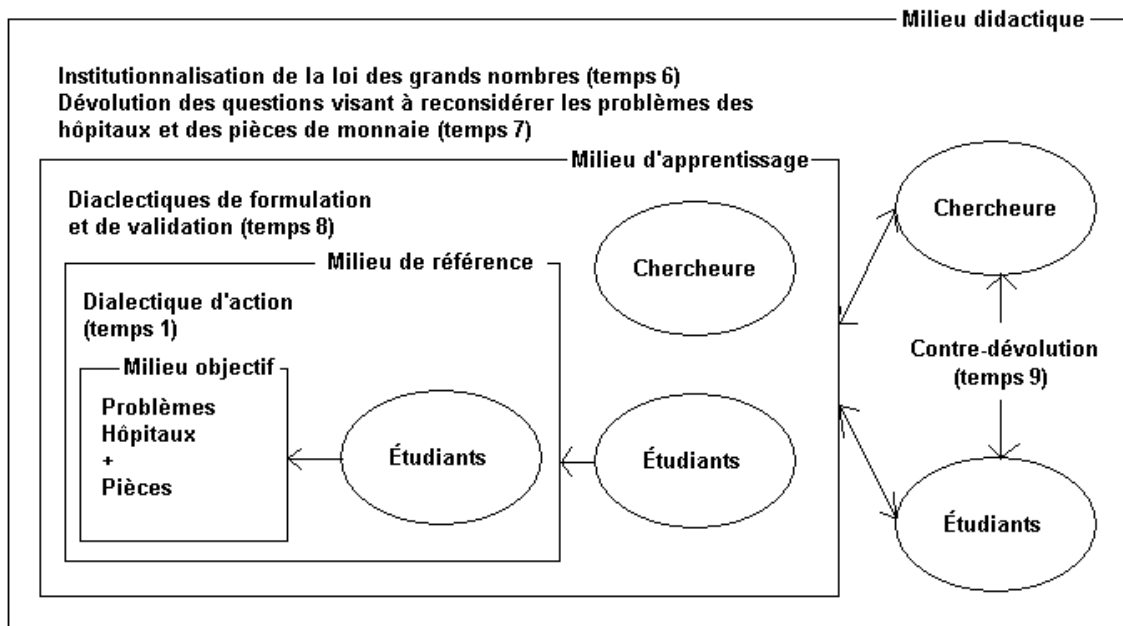 Milieu didactique
Institutionnalisation de la loi des grands nombres (temps 6)
Dévolution des questions visant à reconsidérer les problèmes des
hôpitaux et des pièces de monnaie (temps 7)
Milieu d'apprentissage
Diaclectiques de formulation
et de validation (temps 8)
Chercheure
Chercheure
Milieu de référence
Dialectique d'action
(temps 1)
Contre-dévolution
(temps 9)
Milieu objectif
Problèmes
Hôpitaux
+
Pièces
Étudiants
Étudiants
Étudiants